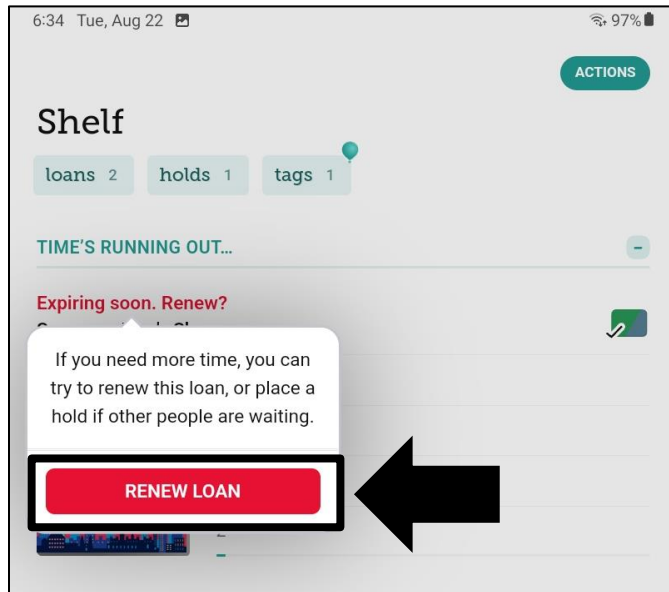 6:34 Tue, Aug 22 97%
ACTIONS
Shelf
loans 2 holds 1 tags 1
TIME'S RUNNING OUT...
Expiring soon. Renew?
If you need more time, you can
try to renew this loan, or place a
hold if other people are waiting.
RENEW LOAN